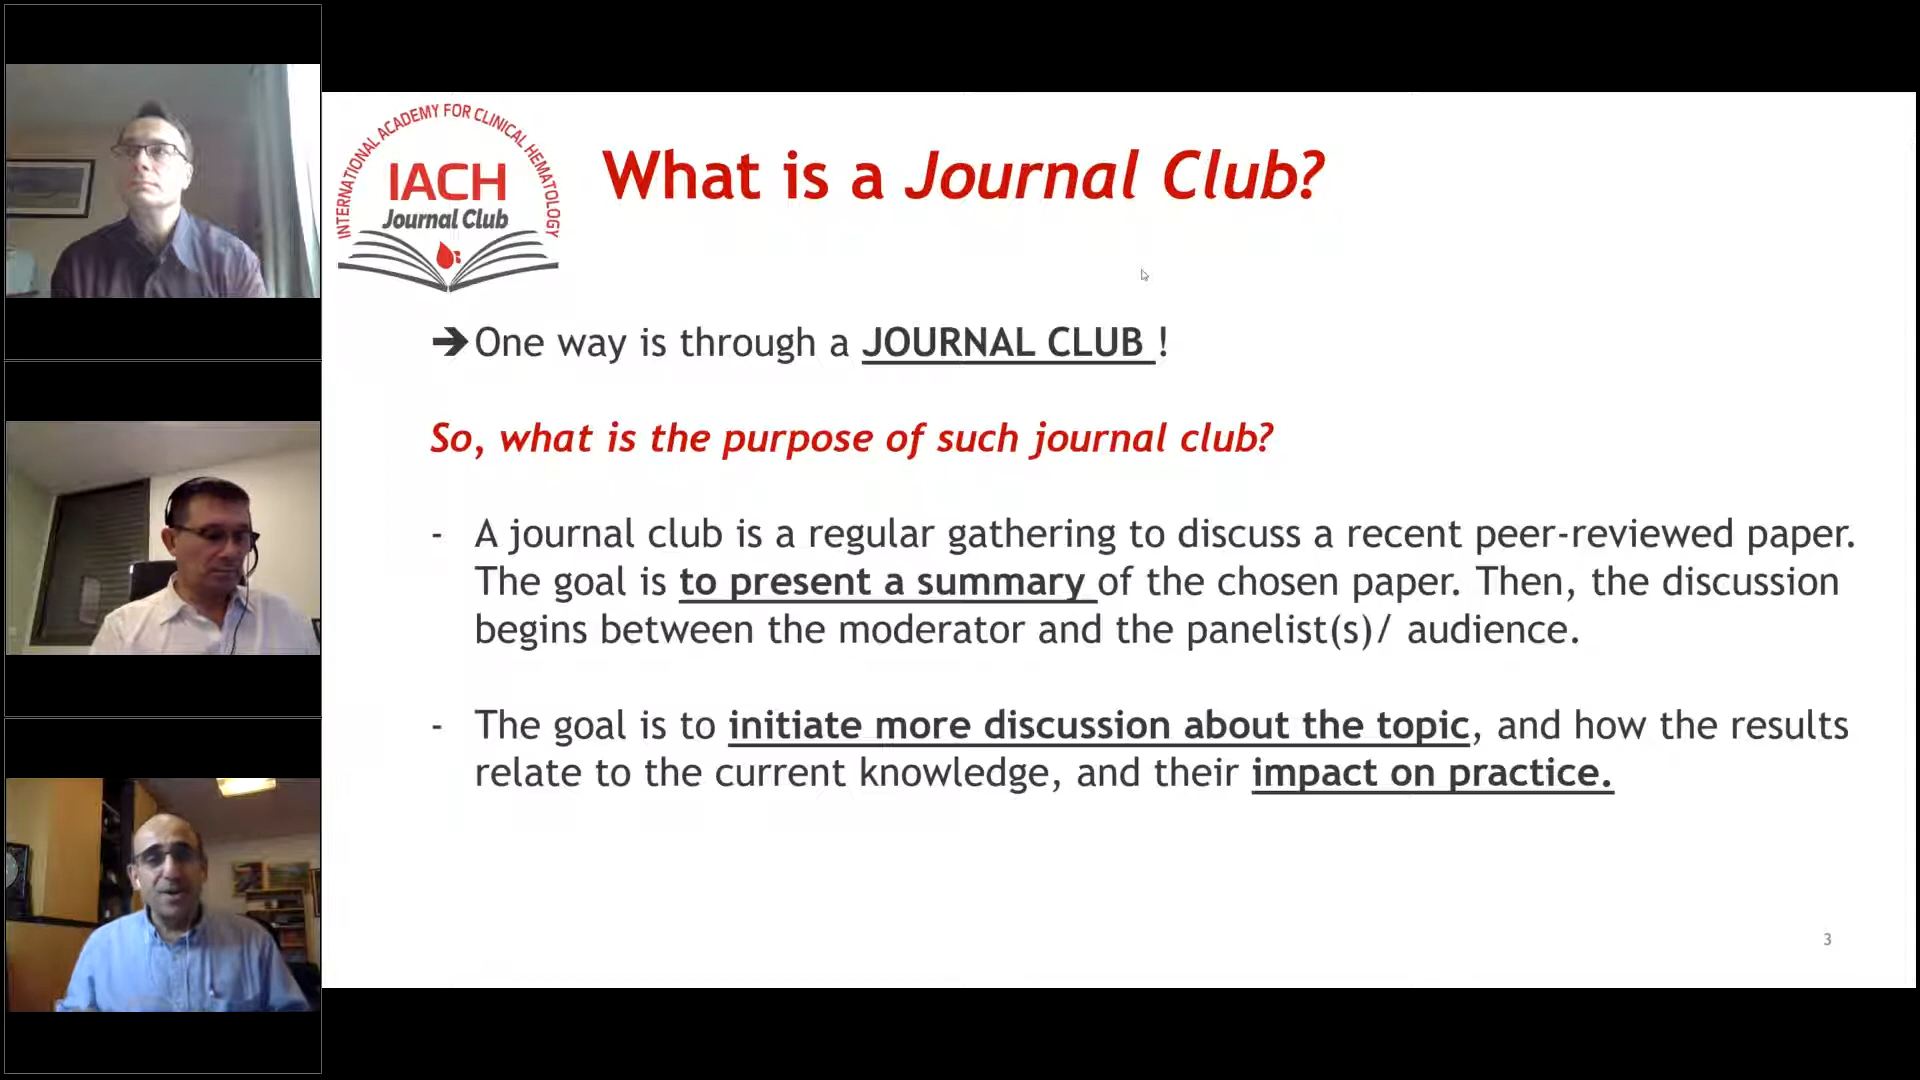 INTERNATIONAL ACADEMY FOR CLINICAL HEMATOLOGY
IACH
Journal Club
What is a Journal Club?
➔ One way is through a JOURNAL CLUB !
So, what is the purpose of such journal club?
- A journal club is a regular gathering to discuss a recent peer-reviewed paper.
The goal is to present a summary of the chosen paper. Then, the discussion
begins between the moderator and the panelist(s)/ audience.
- The goal is to initiate more discussion about the topic, and how the results
relate to the current knowledge, and their impact on practice.
3